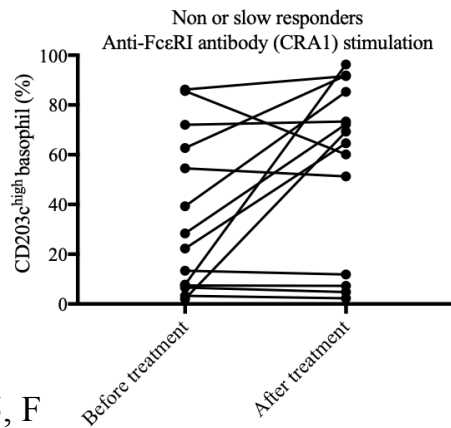 Non or slow responders
Anti-FcεRI antibody (CRA1) stimulation
CD203c^high basophil (%)
100
80
60
40
20
0
Before treatment
After treatment
, F